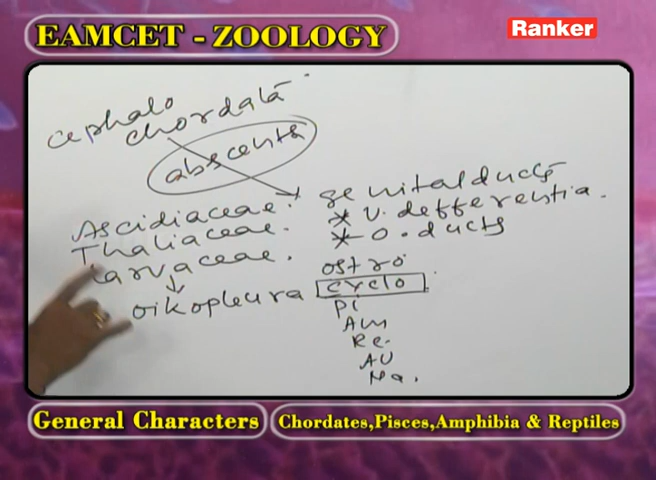 EAMCET - ZOOLOGY
Ranker
cephalo
chordata
abscents
genital ducts
* V. defferentia.
* O. ducts
Ascidiaceae.
Thaliaceae.
Larvaceae.
oikopleura
ostro
cyclo
Pi
Am
Re.
AV
Ma.
General Characters
Chordates,Pisces,Amphibia & Reptiles